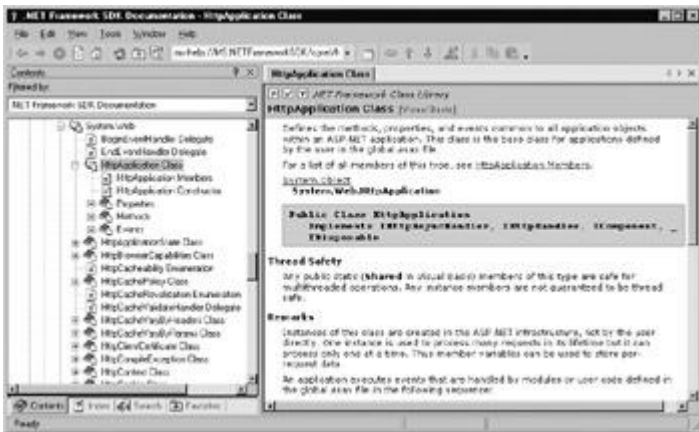 .NET Framework SDK Documentation - HttpApplication Class
File Edit View Tools Window Help
Contents
Filtered by:
.NET Framework SDK Documentation
System.Web
BeginEventHandler Delegate
EndEventHandler Delegate
HttpApplication Class
HttpApplication Members
HttpApplication Constructor
Properties
Methods
Events
HttpApplicationState Class
HttpBrowserCapabilities Class
HttpCacheability Enumeration
HttpCachePolicy Class
HttpCacheRevalidation Enumeration
HttpCacheValidateHandler Delegate
HttpCacheVaryByHeaders Class
HttpCacheVaryByParams Class
HttpClientCertificate Class
HttpCompileException Class
HttpContext Class
Contents Index Search Favorites
Ready
HttpApplication Class
.NET Framework Class Library
HttpApplication Class [Visual Basic]
Defines the methods, properties, and events common to all application objects
within an ASP.NET application. This class is the base class for applications defined
by the user in the global.asax file.
For a list of all members of this type, see HttpApplication Members.
System.Object
System.Web.HttpApplication
Public Class HttpApplication
Implements IHttpAsyncHandler, IHttpHandler, IComponent, _
IDisposable
Thread Safety
Any public static (Shared in Visual Basic) members of this type are safe for
multithreaded operations. Any instance members are not guaranteed to be thread
safe.
Remarks
Instances of this class are created in the ASP.NET infrastructure, not by the user
directly. One instance is used to process many requests in its lifetime but it can
process only one at a time. Thus member variables can be used to store per-
request data.
An application executes events that are handled by modules or user code defined in
the global.asax file in the following sequence: